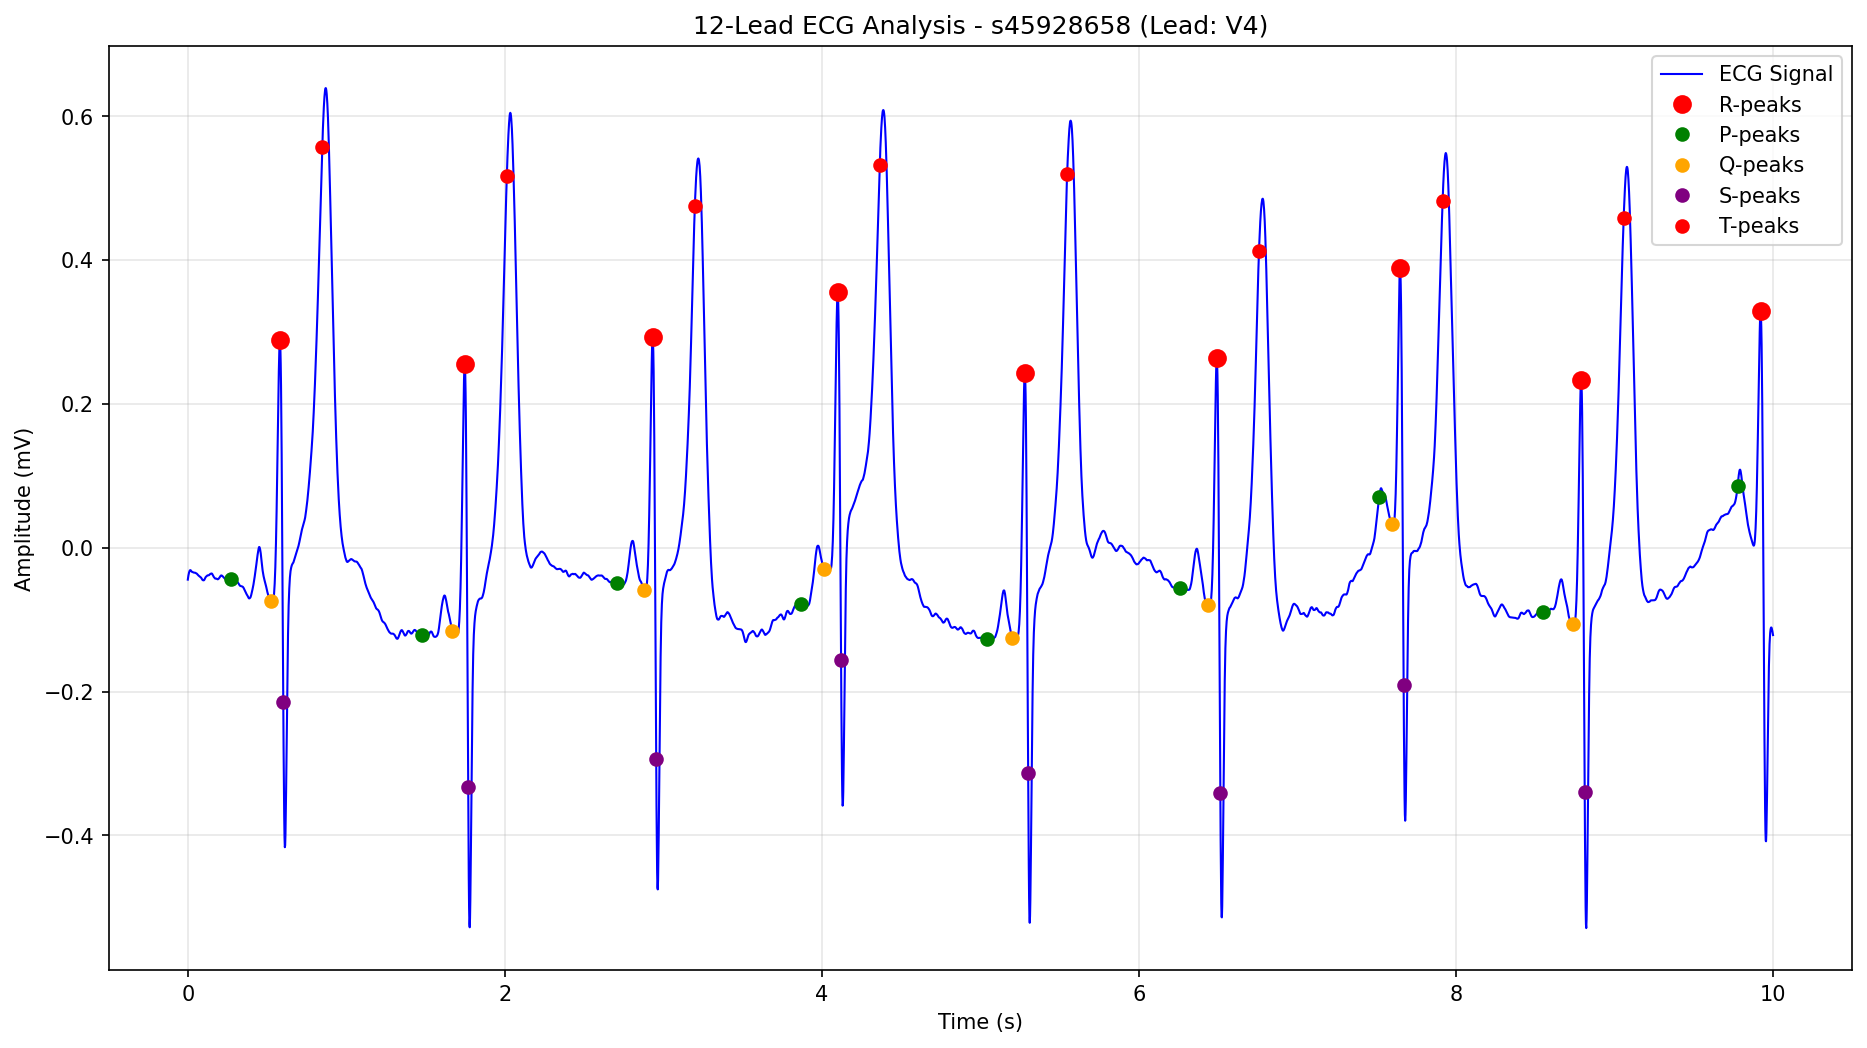 12-Lead ECG Analysis - s45928658 (Lead: V4)
ECG Signal
R-peaks
P-peaks
Q-peaks
S-peaks
T-peaks
Amplitude (mV)
0.6
0.4
0.2
0.0
−0.2
−0.4
0 2 4 6 8 10
Time (s)